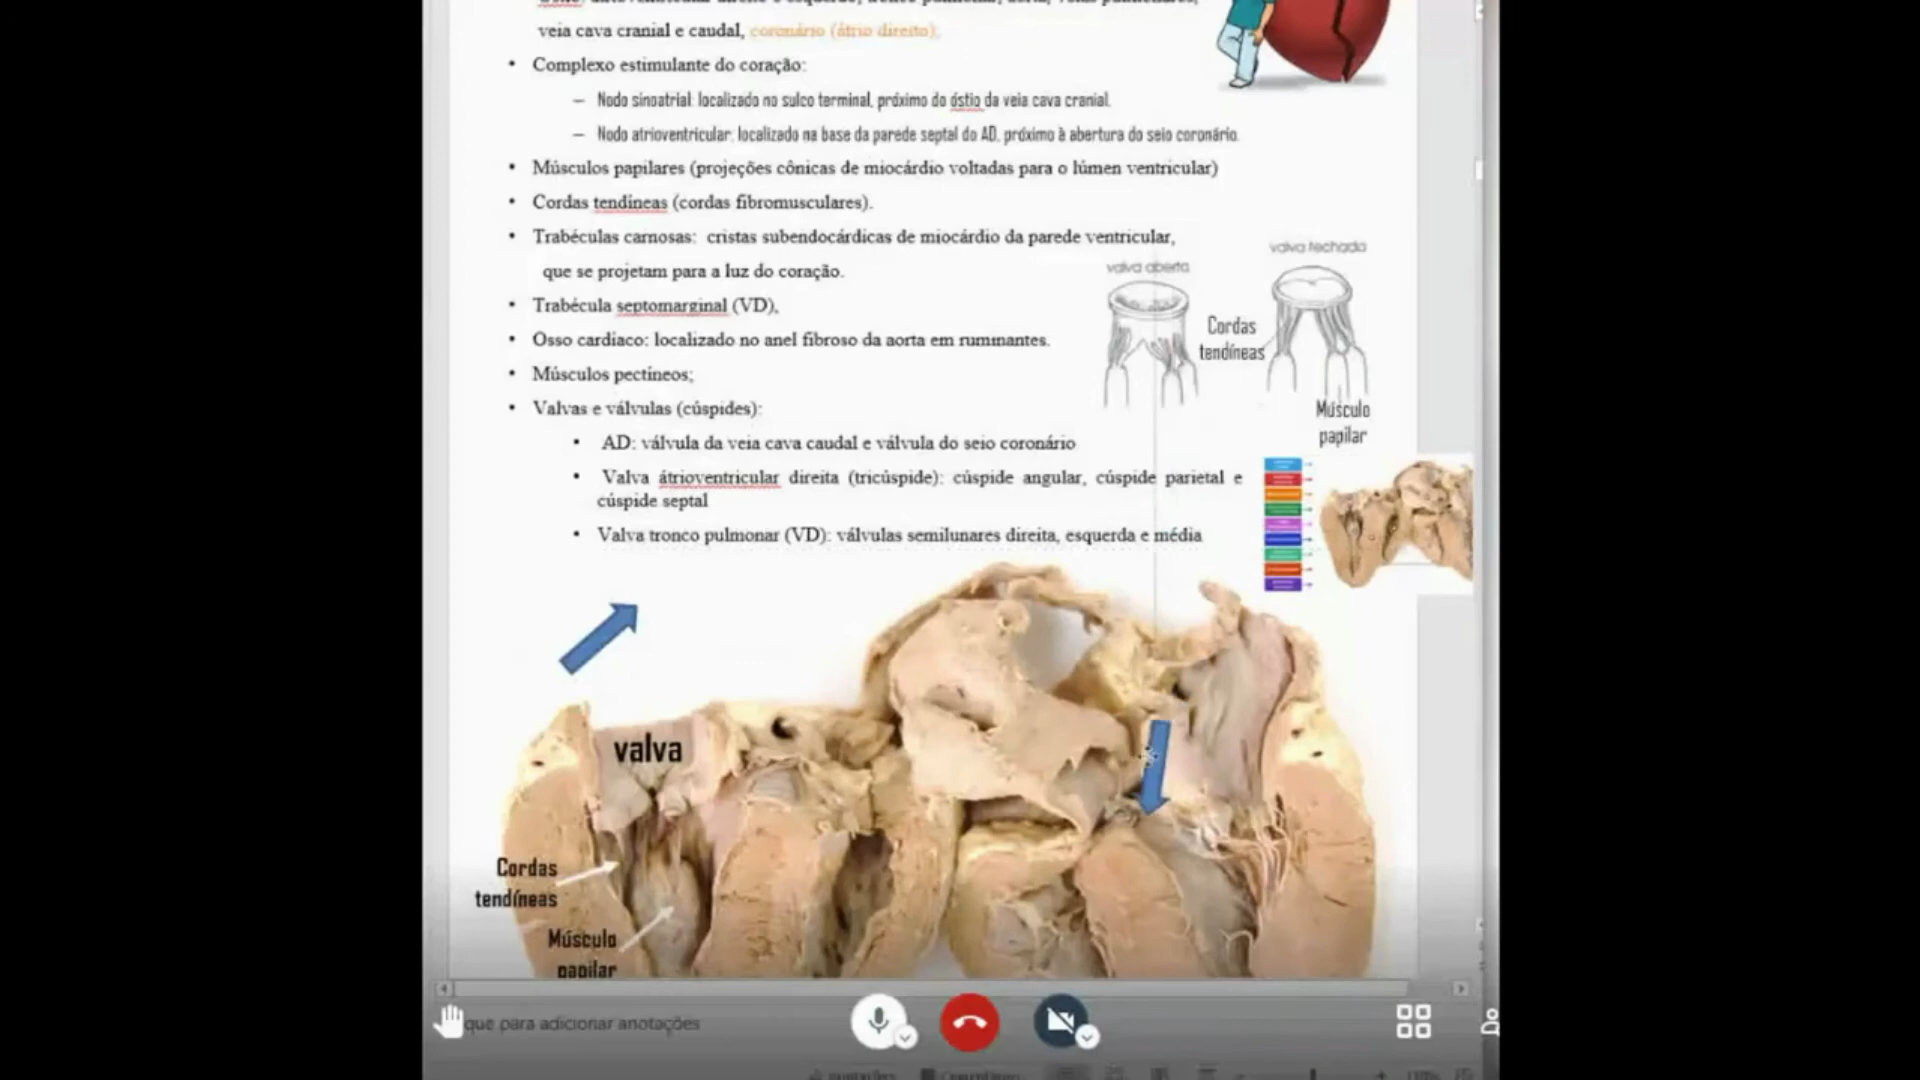 veia cava cranial e caudal, coronário (átrio direito).
• Complexo estimulante do coração:
– Nodo sinoatrial: localizado no sulco terminal, próximo do óstio da veia cava cranial.
– Nodo atrioventricular: localizado na base da parede septal do AD, próximo à abertura do seio coronário.
• Músculos papilares (projeções cônicas de miocárdio voltadas para o lúmen ventricular)
• Cordas tendíneas (cordas fibromusculares).
• Trabéculas carnosas: cristas subendocárdicas de miocárdio da parede ventricular,
que se projetam para a luz do coração.
• Trabécula septomarginal (VD),
• Osso cardíaco: localizado no anel fibroso da aorta em ruminantes.
• Músculos pectíneos;
• Valvas e válvulas (cúspides):
• AD: válvula da veia cava caudal e válvula do seio coronário
• Valva átrioventricular direita (tricúspide): cúspide angular, cúspide parietal e
cúspide septal
• Valva tronco pulmonar (VD): válvulas semilunares direita, esquerda e média
valva aberta
valva fechada
Cordas
tendíneas
Músculo
papilar
valva
Cordas
tendíneas
Músculo
papilar
que para adicionar anotações